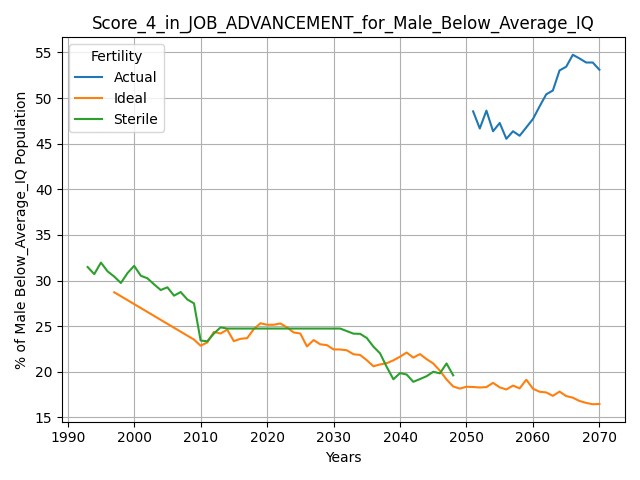 Score_4_in_JOB_ADVANCEMENT_for_Male_Below_Average_IQ
Fertility
Actual
Ideal
Sterile
% of Male Below_Average_IQ Population
55
50
45
40
35
30
25
20
15
1990 2000 2010 2020 2030 2040 2050 2060 2070
Years